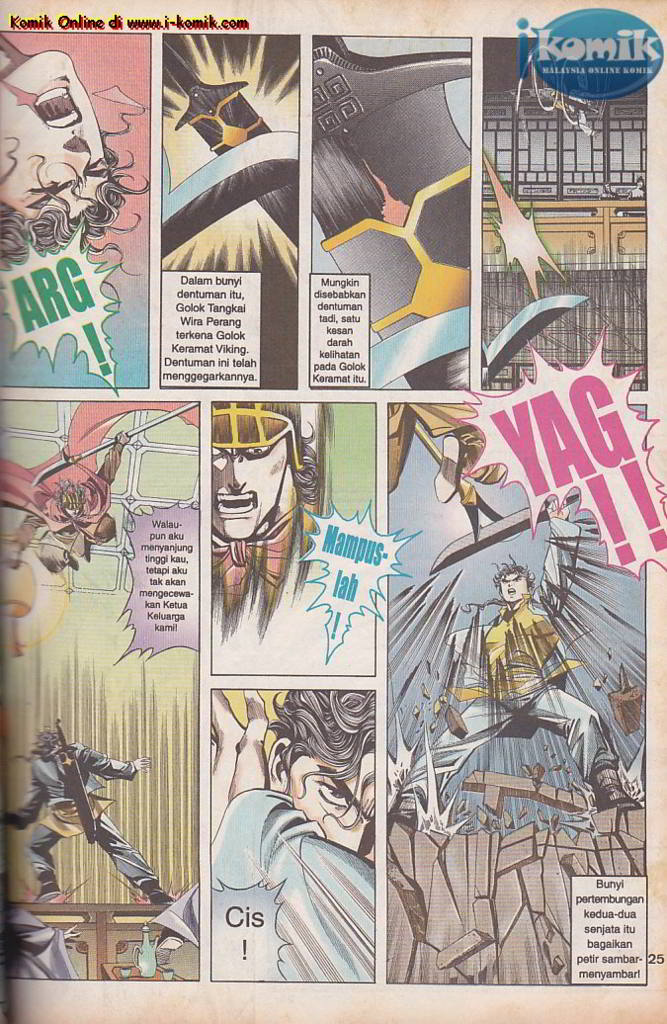 Komik Online di www.i-komik.com
ikomik
MALAYSIA ONLINE KOMIK
ARG
!
Dalam bunyi
dentuman itu,
Golok Tangkai
Wira Perang
terkena Golok
Keramat Viking.
Dentuman ini telah
menggegarkannya.
Mungkin
disebabkan
dentuman
tadi, satu
kesan
darah
kelihatan
pada Golok
Keramat itu.
Walau-
pun aku
menyanjung
tinggi kau,
tetapi aku
tak akan
mengecewa-
kan Ketua
Keluarga
kami!
Mampus-
lah
!
Cis
!
YAG
!!
Bunyi
pertembungan
kedua-dua
senjata itu
bagaikan
petir sambar-
menyambar!
25